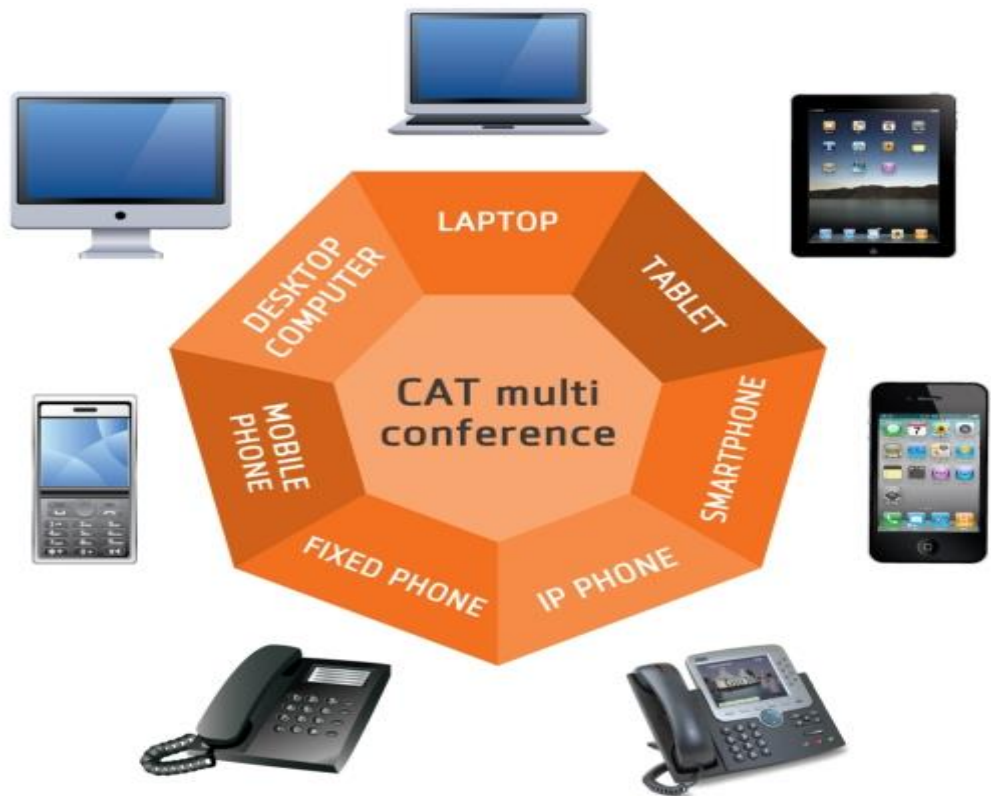 LAPTOP
TABLET
SMARTPHONE
IP PHONE
FIXED PHONE
MOBILE
PHONE
DESKTOP
COMPUTER
CAT multi
conference